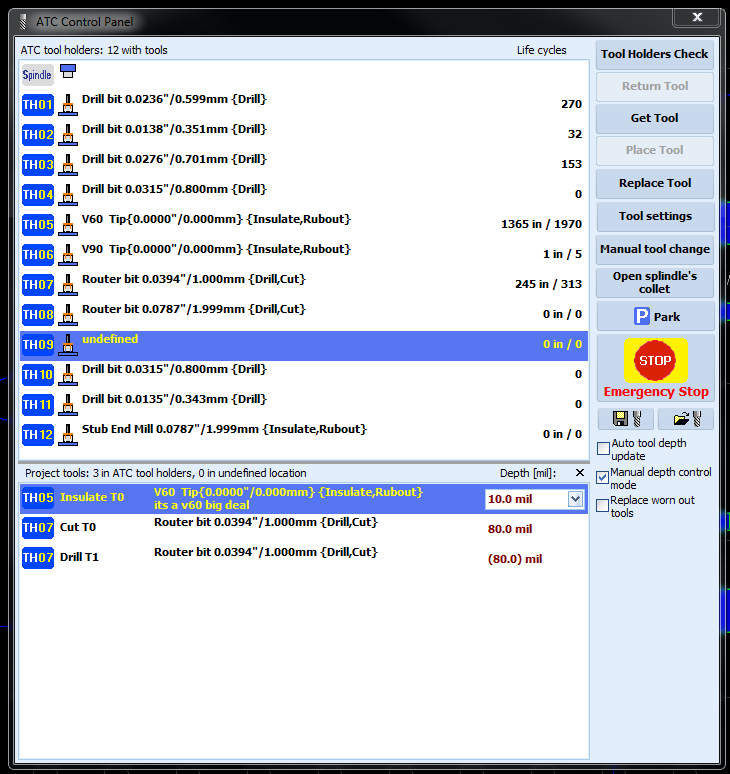 ATC Control Panel
ATC tool holders: 12 with tools
Life cycles
Spindle
TH01 Drill bit 0.0236"/0.599mm {Drill} 270
TH02 Drill bit 0.0138"/0.351mm {Drill} 32
TH03 Drill bit 0.0276"/0.701mm {Drill} 153
TH04 Drill bit 0.0315"/0.800mm {Drill} 0
TH05 V60 Tip{0.0000"/0.000mm} {Insulate,Rubout} 1365 in / 1970
TH06 V90 Tip{0.0000"/0.000mm} {Insulate,Rubout} 1 in / 5
TH07 Router bit 0.0394"/1.000mm {Drill,Cut} 245 in / 313
TH08 Router bit 0.0787"/1.999mm {Drill,Cut} 0 in / 0
TH09 undefined 0 in / 0
TH10 Drill bit 0.0315"/0.800mm {Drill} 0
TH11 Drill bit 0.0135"/0.343mm {Drill} 0
TH12 Stub End Mill 0.0787"/1.999mm {Insulate,Rubout} 0 in / 0
Project tools: 3 in ATC tool holders, 0 in undefined location
Depth [mil]:
TH05 Insulate T0 V60 Tip{0.0000"/0.000mm} {Insulate,Rubout} 10.0 mil
its a v60 big deal
TH07 Cut T0 Router bit 0.0394"/1.000mm {Drill,Cut} 80.0 mil
TH07 Drill T1 Router bit 0.0394"/1.000mm {Drill,Cut} (80.0) mil
Tool Holders Check
Return Tool
Get Tool
Place Tool
Replace Tool
Tool settings
Manual tool change
Open splindle's
collet
P Park
STOP
Emergency Stop
Auto tool depth
update
Manual depth control
mode
Replace worn out
tools